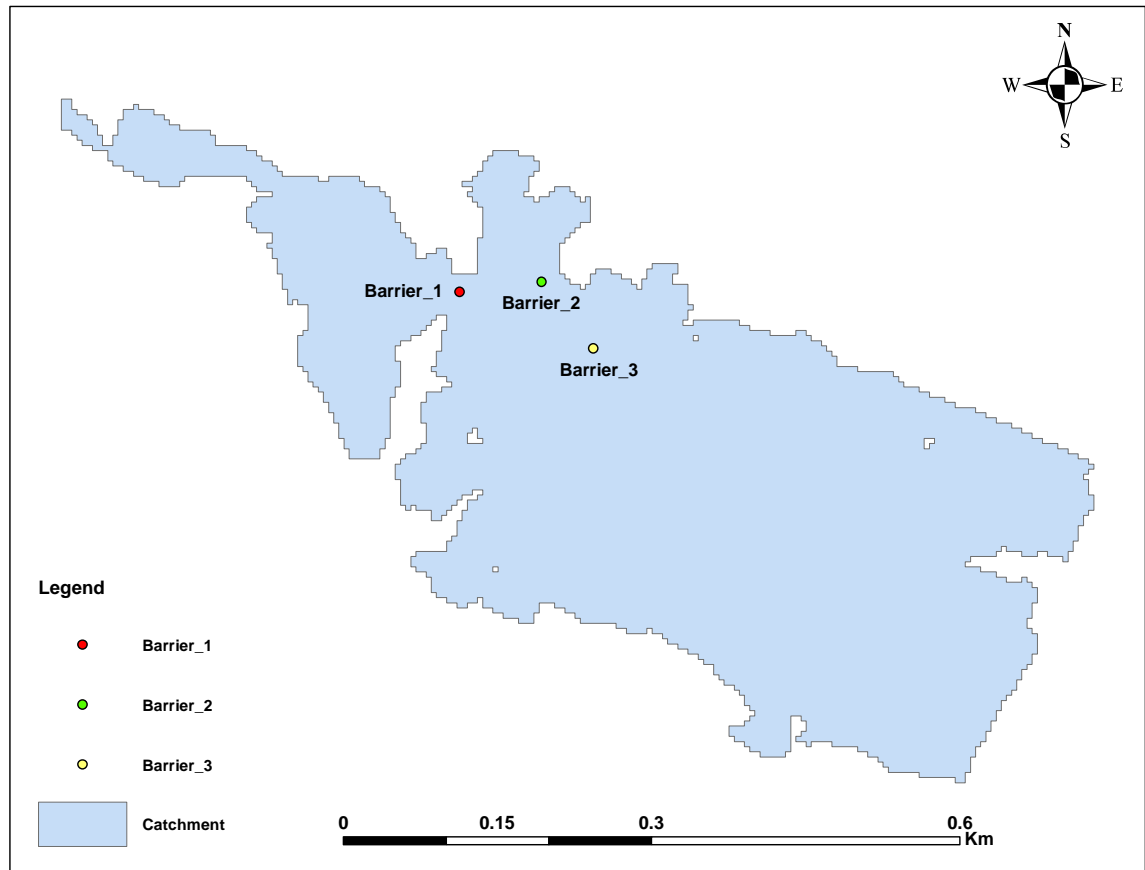 N
W E
S
Barrier_1
Barrier_2
Barrier_3
Legend
Barrier_1
Barrier_2
Barrier_3
Catchment
0 0.15 0.3 0.6
Km